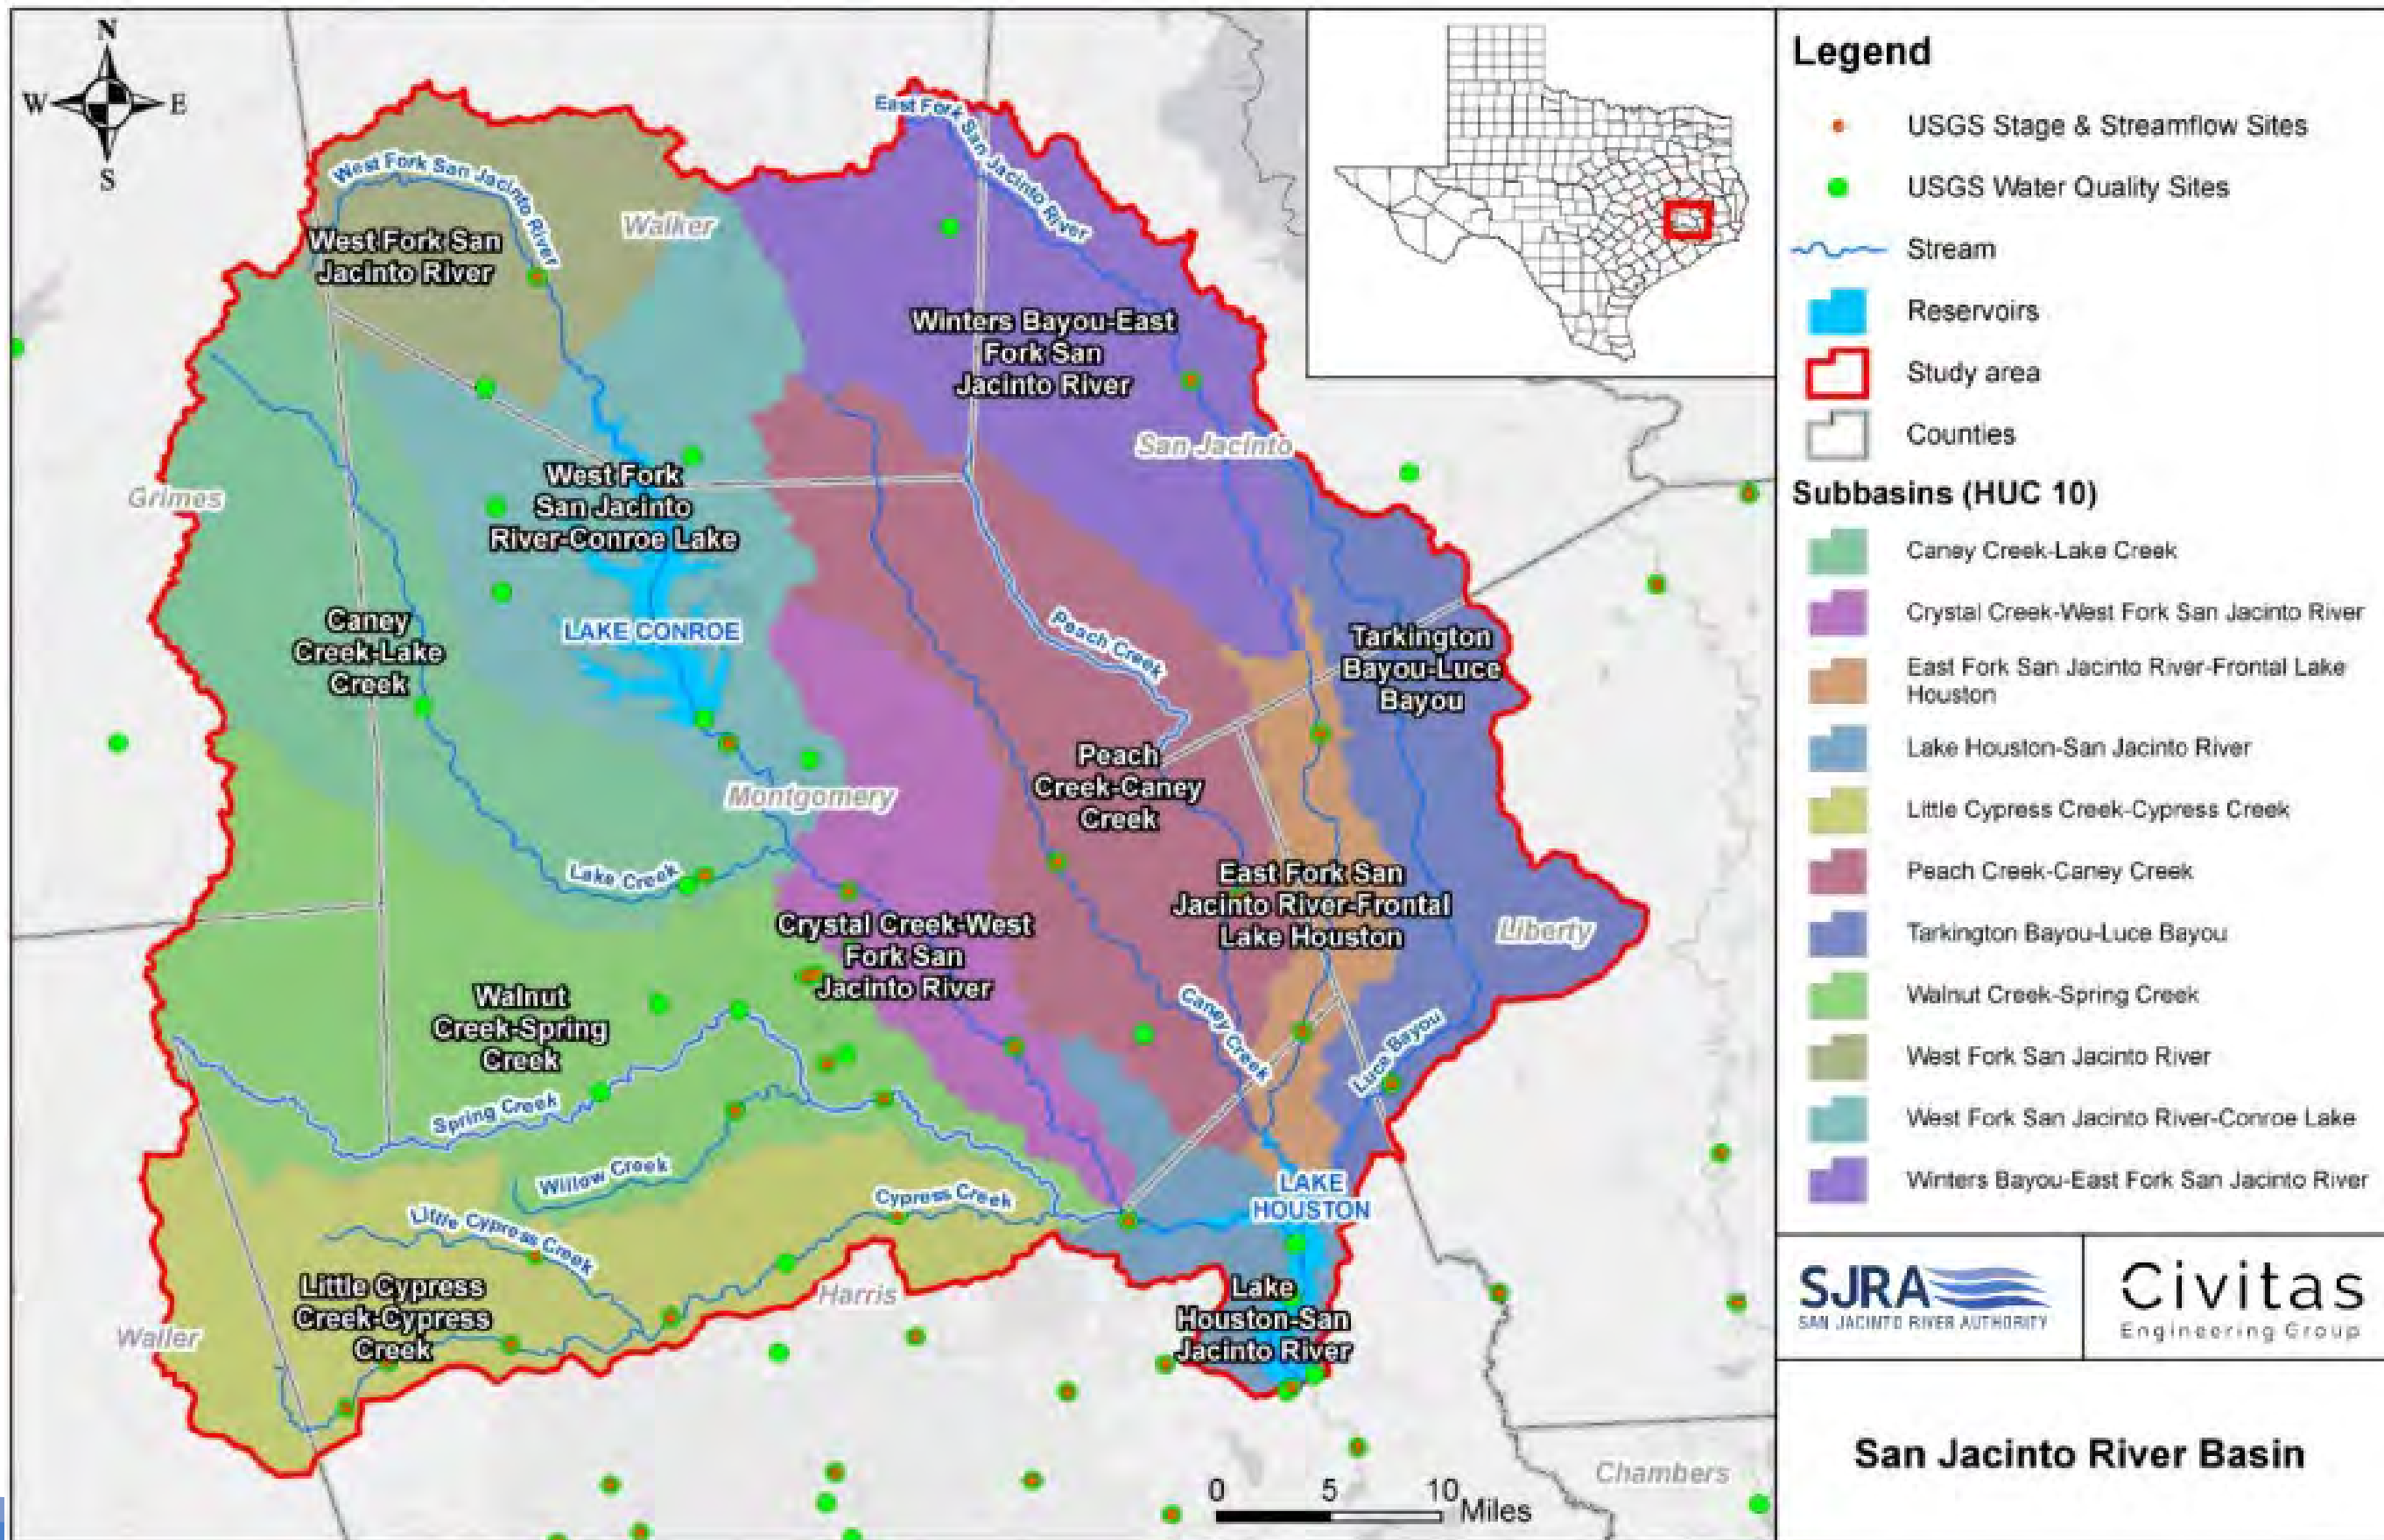 N
W
E
S
East Fork San Jacinto River
West Fork San Jacinto River
Walker
West Fork San
Jacinto River
Winters Bayou-East
Fork San
Jacinto River
San Jacinto
West Fork
San Jacinto
River-Conroe Lake
Grimes
Caney
Creek-Lake
Creek
LAKE CONROE
Peach Creek
Tarkington
Bayou-Luce
Bayou
Peach
Creek-Caney
Creek
Montgomery
Lake Creek
East Fork San
Jacinto River-Frontal
Lake Houston
Liberty
Crystal Creek-West
Fork San
Jacinto River
Walnut
Creek-Spring
Creek
Caney Creek
Luce Bayou
Spring Creek
Willow Creek
Cypress Creek
Little Cypress Creek
LAKE
HOUSTON
Little Cypress
Creek-Cypress
Creek
Harris
Lake
Houston-San
Jacinto River
Waller
Chambers
0 5 10 Miles
Legend
USGS Stage & Streamflow Sites
USGS Water Quality Sites
Stream
Reservoirs
Study area
Counties
Subbasins (HUC 10)
Caney Creek-Lake Creek
Crystal Creek-West Fork San Jacinto River
East Fork San Jacinto River-Frontal Lake
Houston
Lake Houston-San Jacinto River
Little Cypress Creek-Cypress Creek
Peach Creek-Caney Creek
Tarkington Bayou-Luce Bayou
Walnut Creek-Spring Creek
West Fork San Jacinto River
West Fork San Jacinto River-Conroe Lake
Winters Bayou-East Fork San Jacinto River
SJRA
SAN JACINTO RIVER AUTHORITY
Civitas
Engineering Group
San Jacinto River Basin